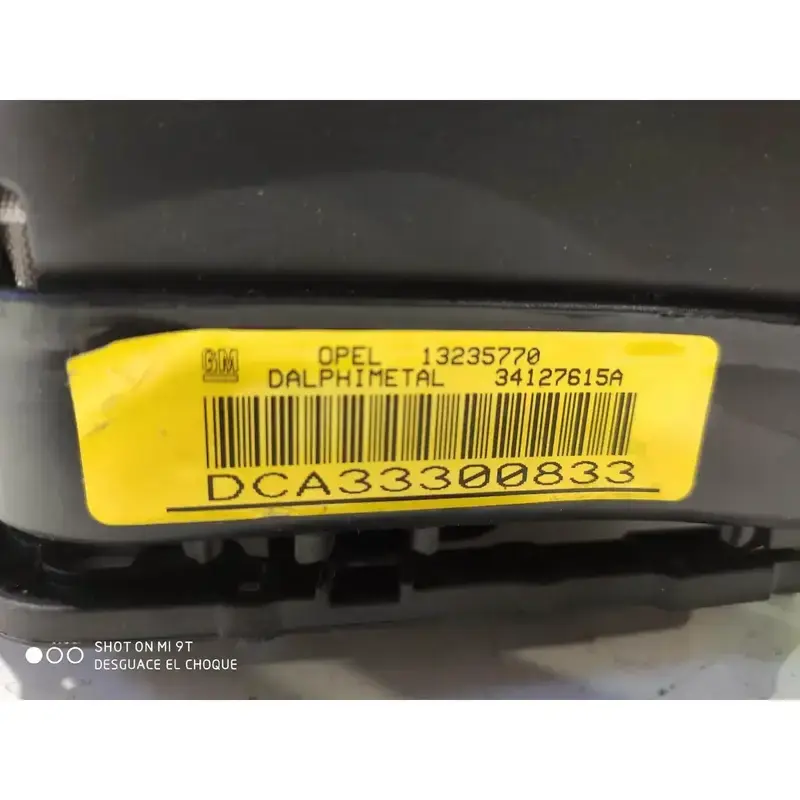 GM OPEL 13235770
DALPHIMETAL 34127615A
DCA33300833
SHOT ON MI 9T
DESGUACE EL CHOQUE